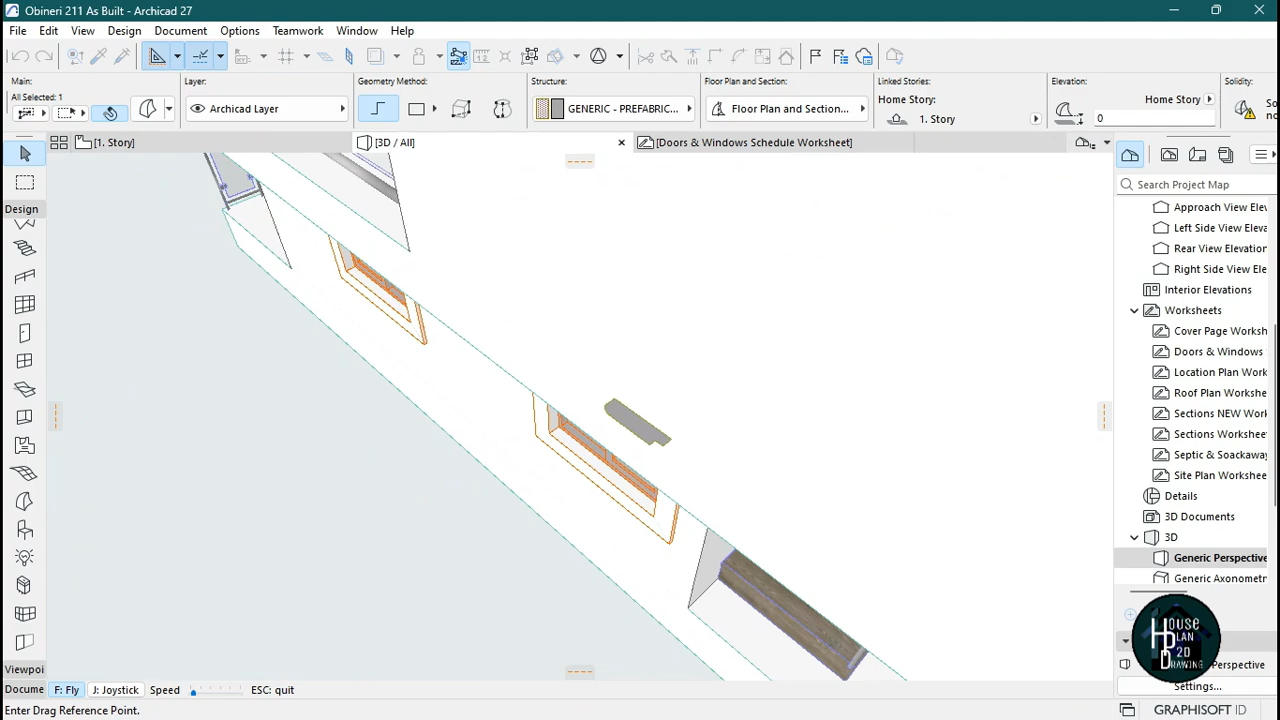 Obineri 211 As Built - Archicad 27
File Edit View Design Document Options Teamwork Window Help
Main:
All Selected: 1
Layer:
Archicad Layer
Geometry Method:
Structure:
GENERIC - PREFABRIC...
Floor Plan and Section:
Floor Plan and Section...
Linked Stories:
Home Story:
1. Story
Elevation:
Home Story
0
Solidity:
So
no
[1. Story]
[3D / All]
[Doors & Windows Schedule Worksheet]
Design
Viewpoi
Docume
Search Project Map
Approach View Elev
Left Side View Eleva
Rear View Elevation
Right Side View Ele
Interior Elevations
Worksheets
Cover Page Worksh
Doors & Windows
Location Plan Work
Roof Plan Workshee
Sections NEW Work
Sections Worksheet
Septic & Soackaway
Site Plan Workshee
Details
3D Documents
3D
Generic Perspective
Generic Axonomet
House
PLAN
2D
DRAWING
Perspective
Settings...
F: Fly J: Joystick Speed ESC: quit
Enter Drag Reference Point.
GRAPHISOFT ID